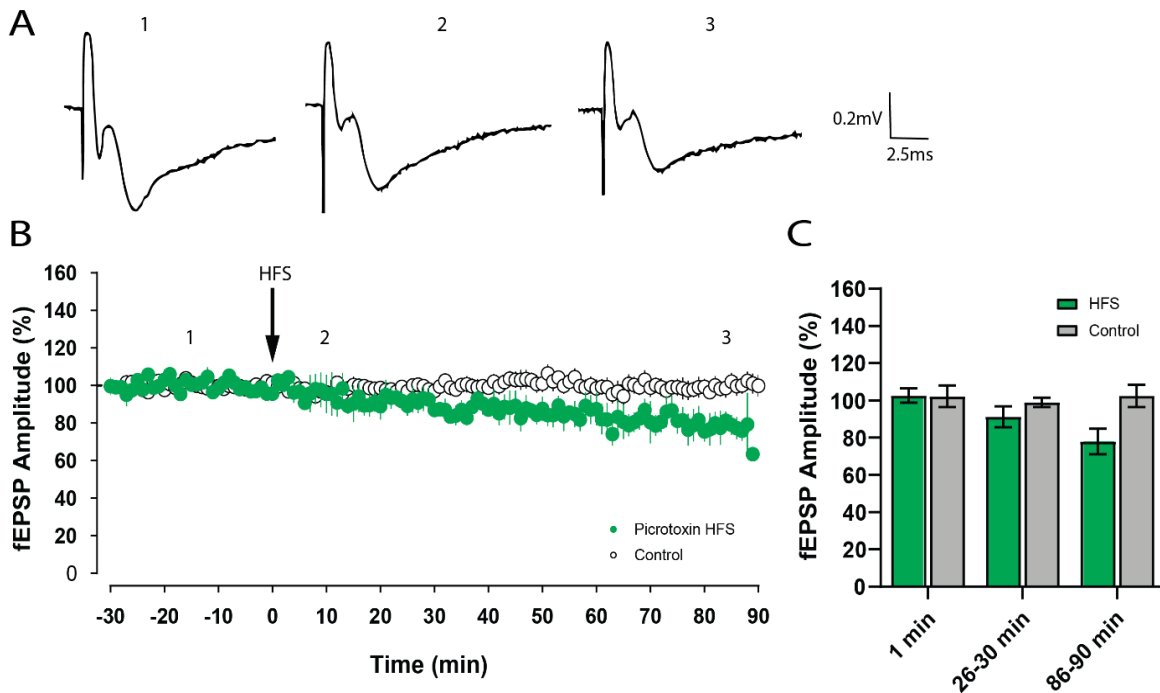 A
1
2
3
0.2mV
2.5ms
B
fEPSP Amplitude (%)
160
140
120
100
80
60
40
20
0
HFS
1
2
3
Picrotoxin HFS
Control
-30 -20 -10 0 10 20 30 40 50 60 70 80 90
Time (min)
C
fEPSP Amplitude (%)
160
140
120
100
80
60
40
20
0
HFS
Control
1 min
26-30 min
86-90 min